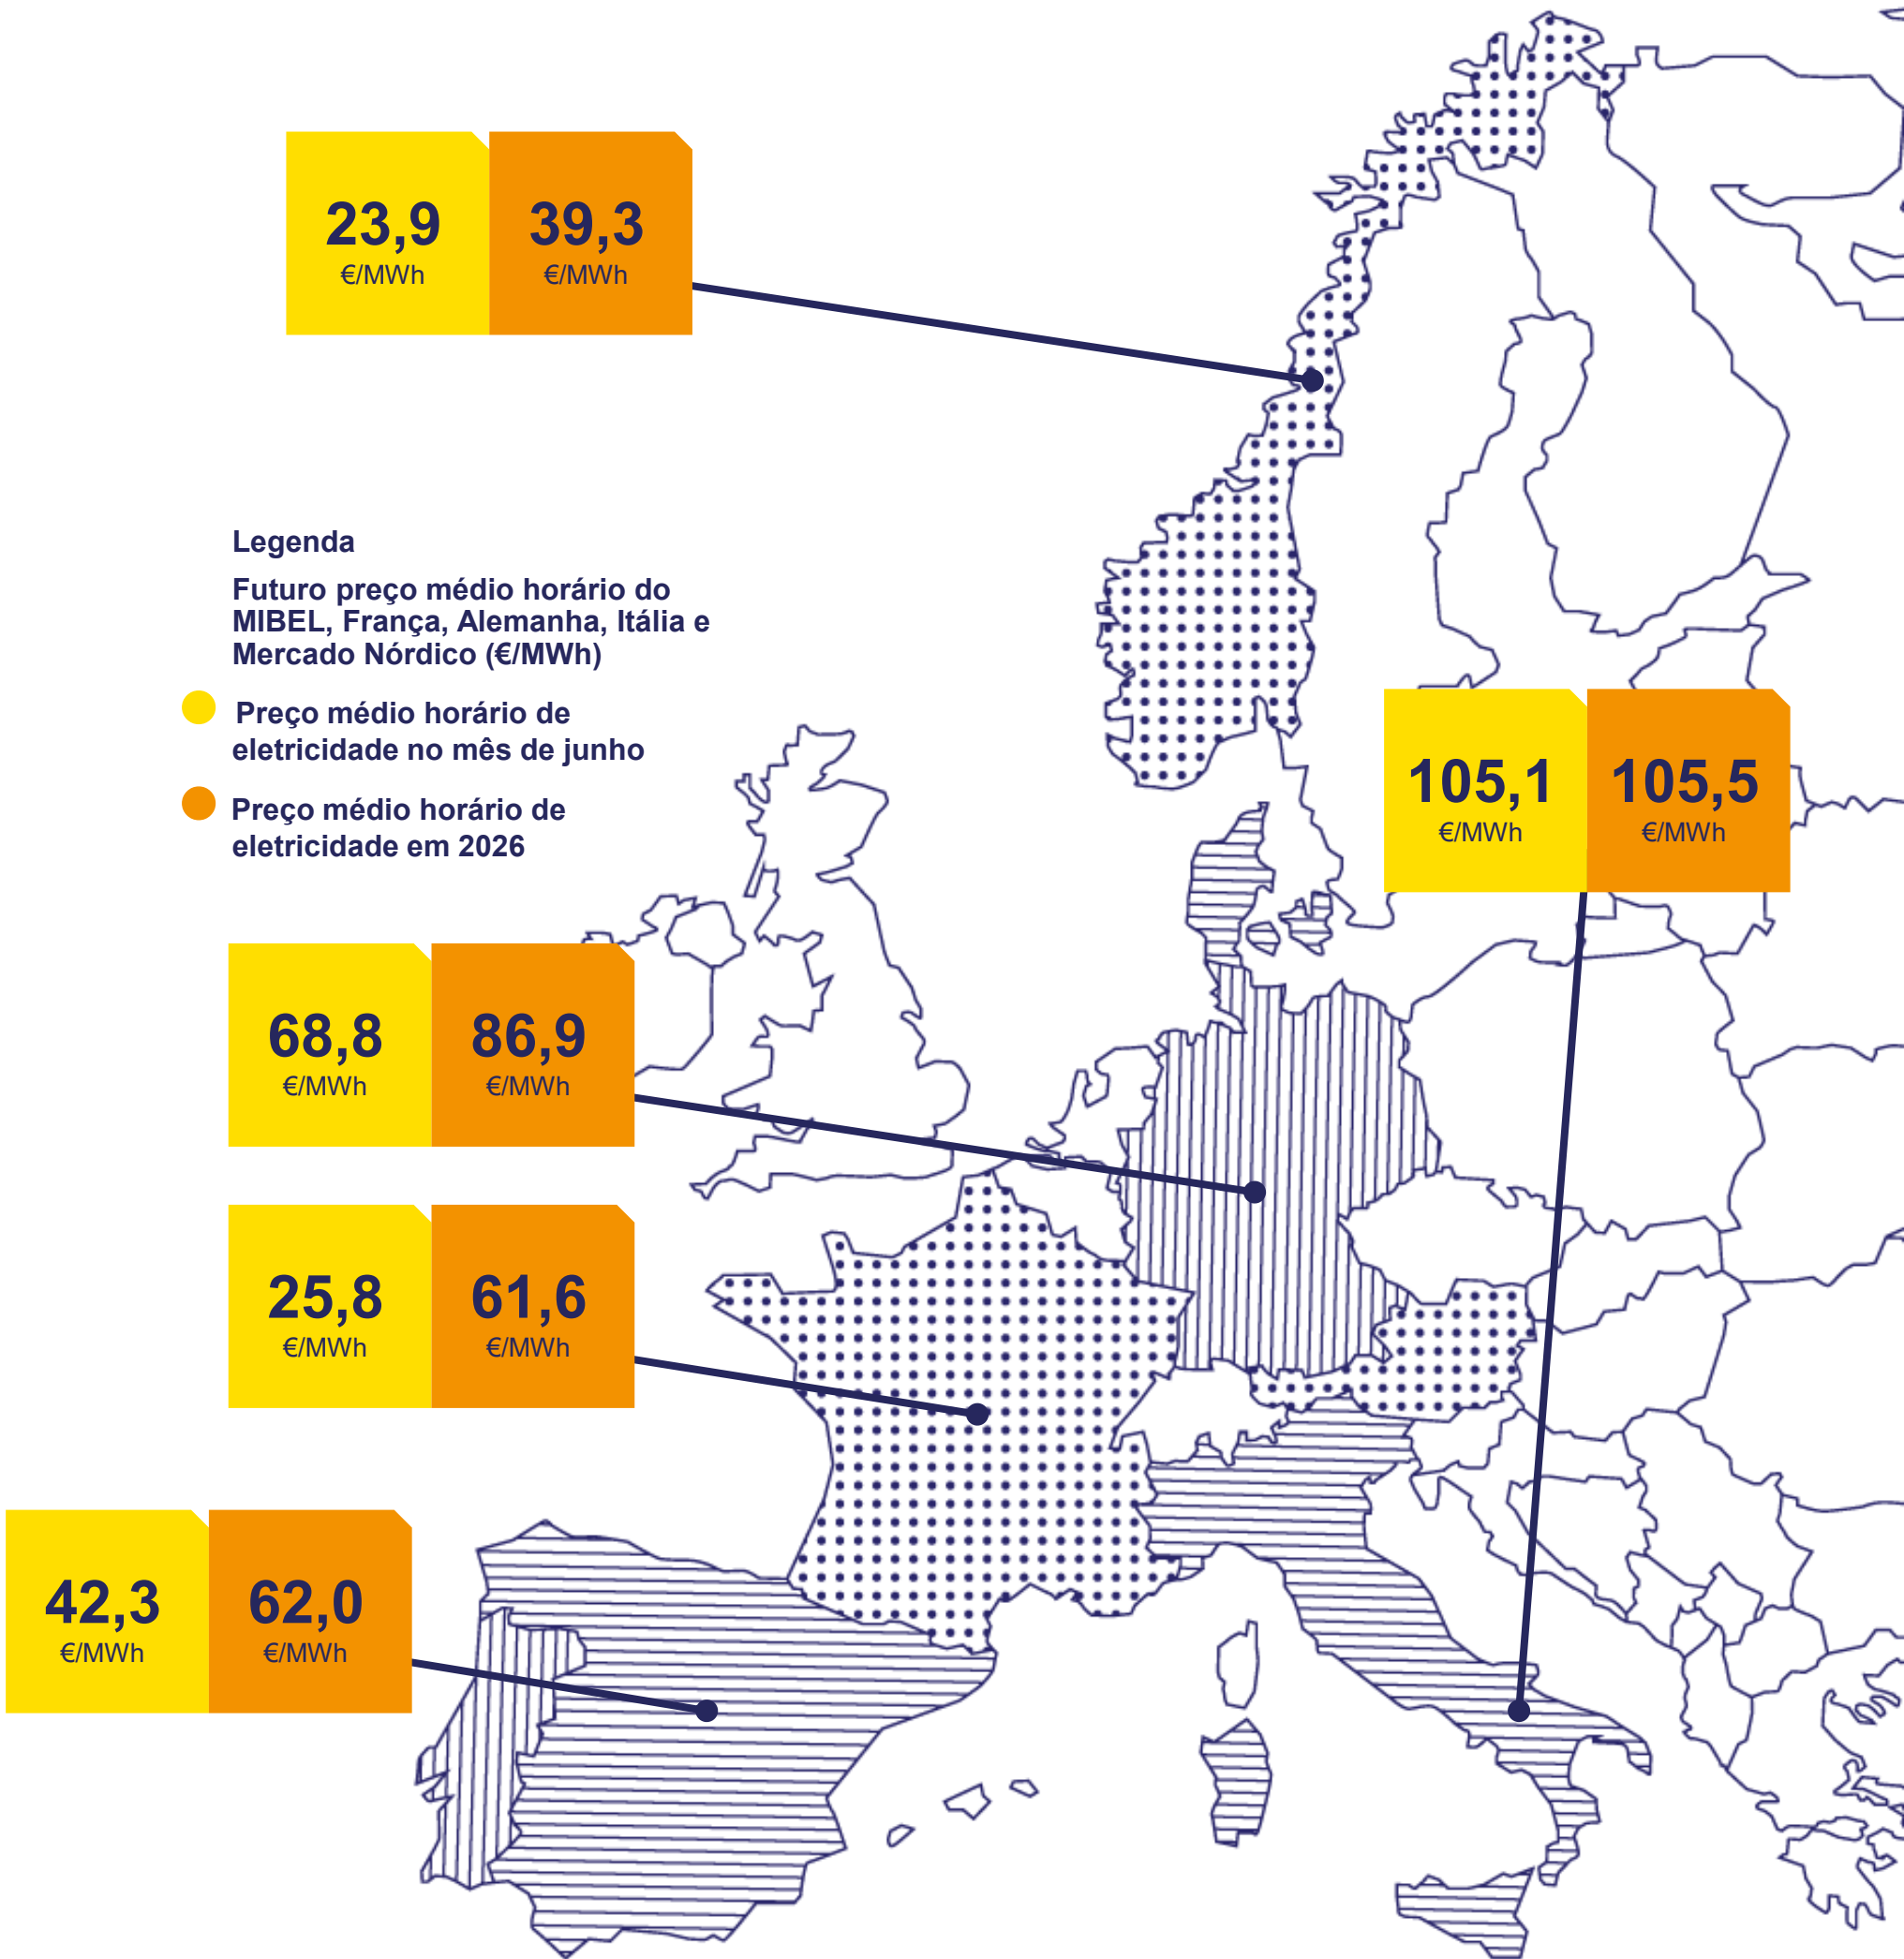 23,9
€/MWh
39,3
€/MWh
Legenda
Futuro preço médio horário do
MIBEL, França, Alemanha, Itália e
Mercado Nórdico (€/MWh)
Preço médio horário de
eletricidade no mês de junho
Preço médio horário de
eletricidade em 2026
105,1
€/MWh
105,5
€/MWh
68,8
€/MWh
86,9
€/MWh
25,8
€/MWh
61,6
€/MWh
42,3
€/MWh
62,0
€/MWh